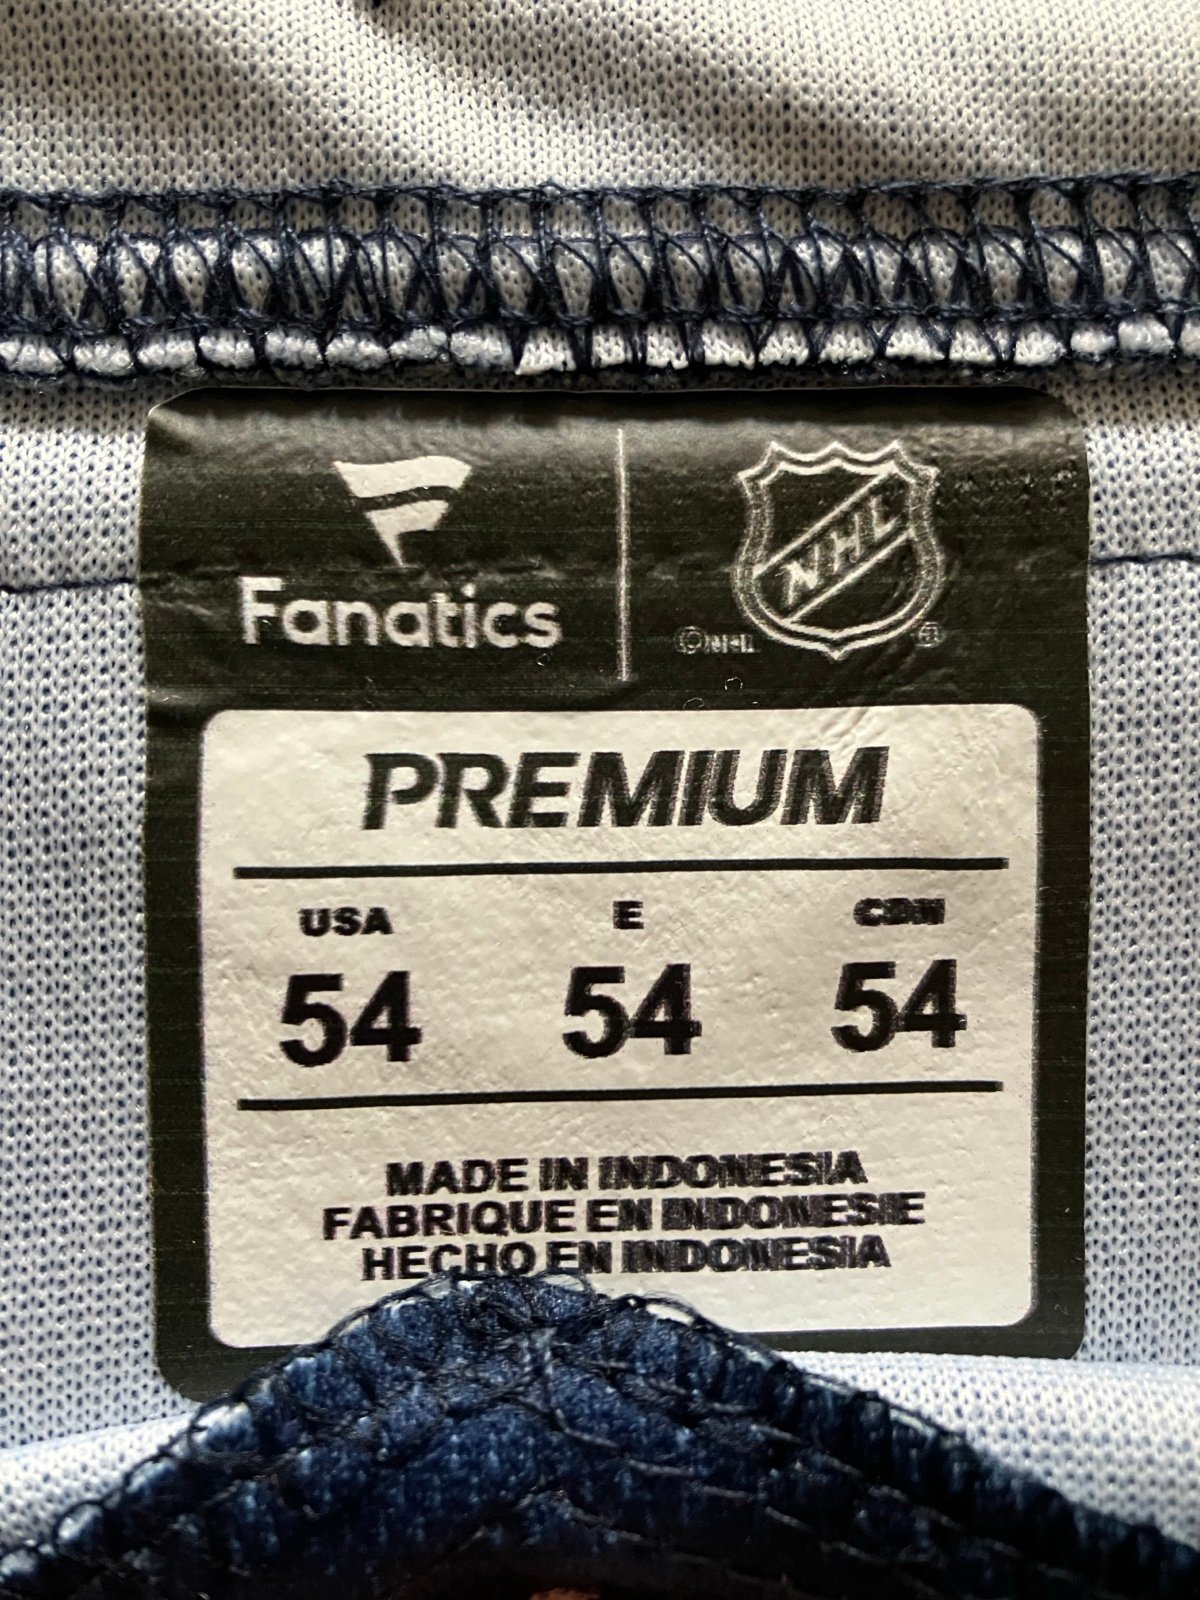 Fanatics
NHL
©NHL ®
PREMIUM
USA E CDN
54 54 54
MADE IN INDONESIA
FABRIQUE EN INDONESIE
HECHO EN INDONESIA